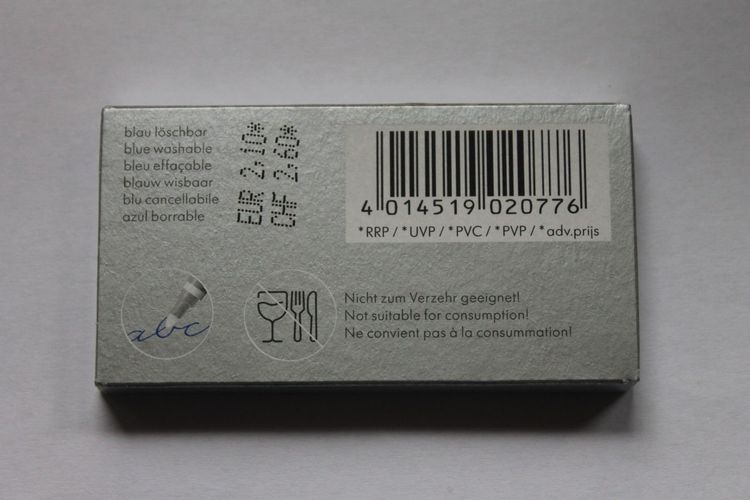 blau löschbar
blue washable
bleu effaçable
blauw wisbaar
blu cancellabile
azul borrable
EUR 2,10*
CHF 2,60*
4 014519 020776
*RRP / *UVP / *PVC / *PVP / *adv.prijs
abc
Nicht zum Verzehr geeignet!
Not suitable for consumption!
Ne convient pas à la consummation!